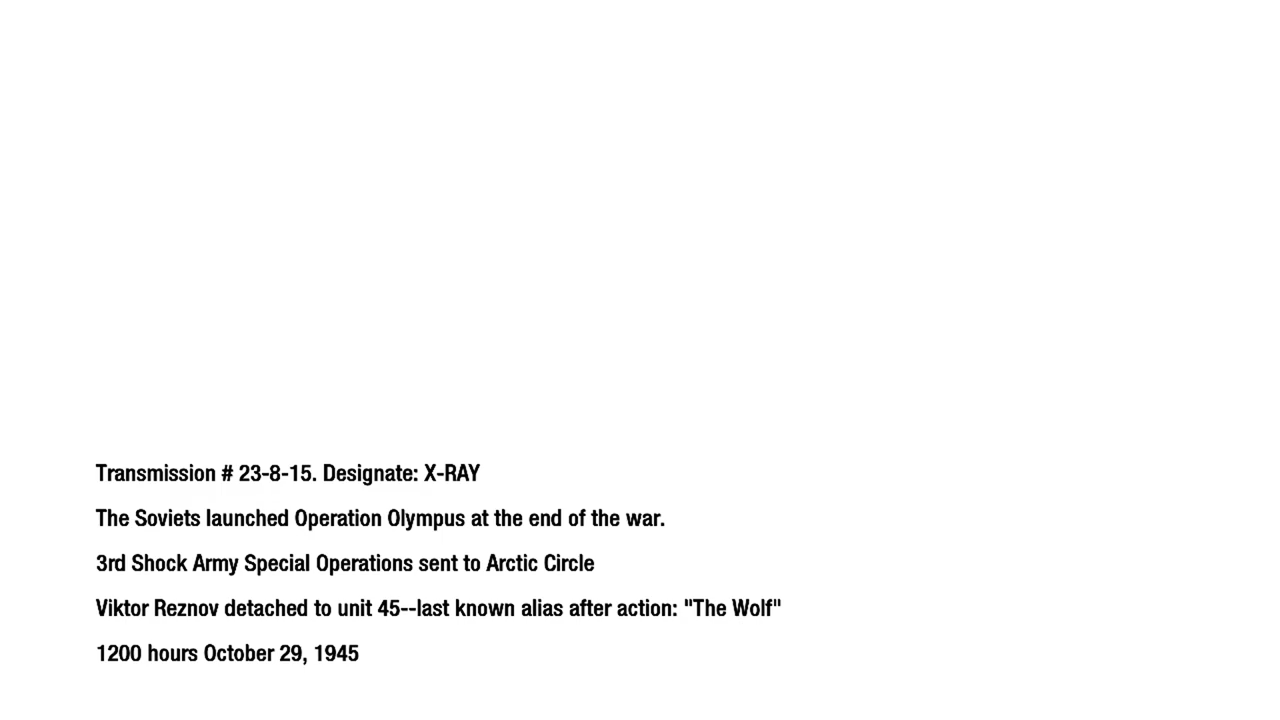 Transmission # 23-8-15. Designate: X-RAY
The Soviets launched Operation Olympus at the end of the war.
3rd Shock Army Special Operations sent to Arctic Circle
Viktor Reznov detached to unit 45--last known alias after action: "The Wolf"
1200 hours October 29, 1945